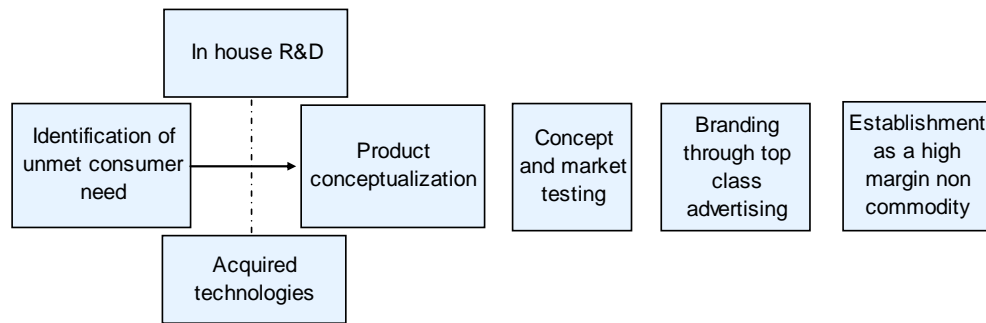 In house R&D
Identification of
unmet consumer
need
Product
conceptualization
Concept
and market
testing
Branding
through top
class
advertising
Establishment
as a high
margin non
commodity
Acquired
technologies